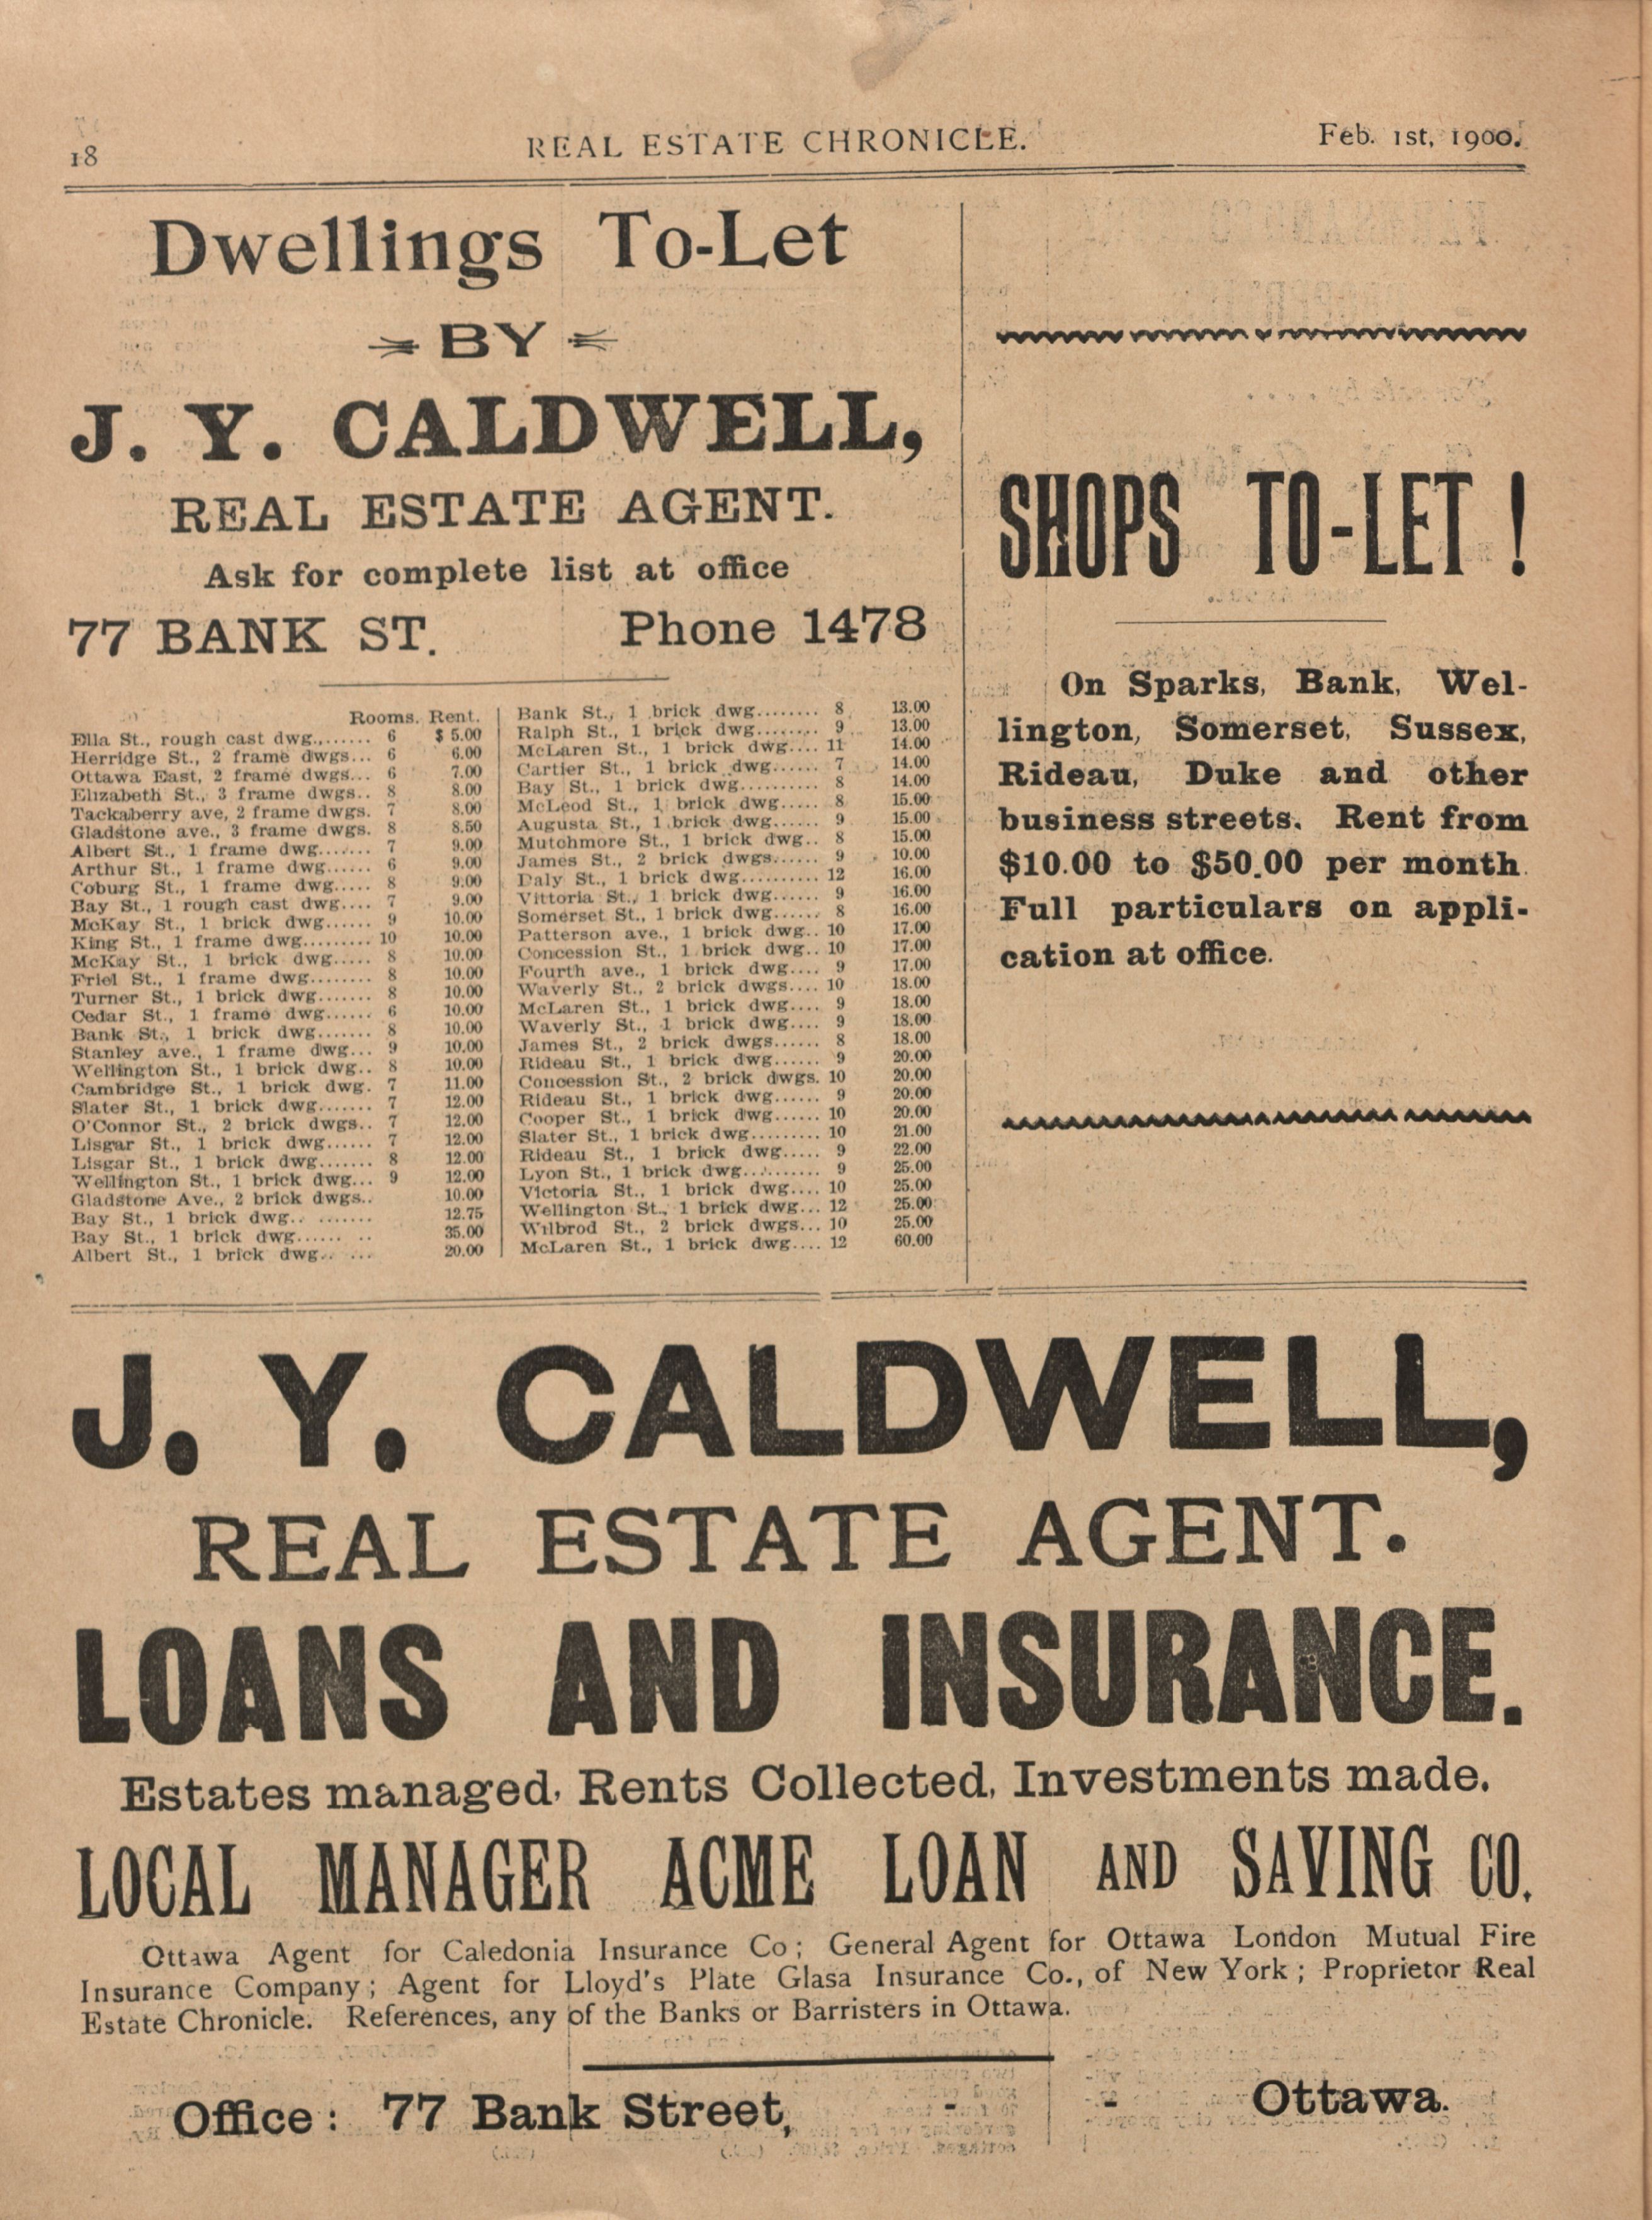 18
REAL ESTATE CHRONICLE.
Feb. 1st, 1900.
Dwellings To-Let
BY
J. Y. CALDWELL,
REAL ESTATE AGENT.
Ask for complete list at office
77 BANK ST. Phone 1478
Rooms. Rent.
Ella St., rough cast dwg....... 6 $ 5.00
Herridge St., 2 frame dwgs... 6 6.00
Ottawa East, 2 frame dwgs... 6 7.00
Elizabeth St., 3 frame dwgs.. 8 8.00
Tackaberry ave, 2 frame dwgs. 7 8.00
Gladstone ave., 3 frame dwgs. 8 8.50
Albert St., 1 frame dwg....... 7 9.00
Arthur St., 1 frame dwg...... 6 9.00
Coburg St., 1 frame dwg..... 8 9.00
Bay St., 1 rough cast dwg.... 7 9.00
McKay St., 1 brick dwg...... 9 10.00
King St., 1 frame dwg......... 10 10.00
McKay St., 1 brick dwg..... 8 10.00
Friel St., 1 frame dwg........ 8 10.00
Turner St., 1 brick dwg....... 8 10.00
Cedar St., 1 frame dwg...... 6 10.00
Bank St., 1 brick dwg....... 8 10.00
Stanley ave., 1 frame dwg... 9 10.00
Wellington St., 1 brick dwg.. 8 10.00
Cambridge St., 1 brick dwg. 7 11.00
Slater St., 1 brick dwg....... 7 12.00
O'Connor St., 2 brick dwgs.. 7 12.00
Lisgar St., 1 brick dwg...... 7 12.00
Lisgar St., 1 brick dwg....... 8 12.00
Wellington St., 1 brick dwg... 9 12.00
Gladstone Ave., 2 brick dwgs.. 10.00
Bay St., 1 brick dwg.. ....... 12.75
Bay St., 1 brick dwg...... .. 35.00
Albert St., 1 brick dwg.. ... 20.00
Bank St., 1 brick dwg........ 8 13.00
Ralph St., 1 brick dwg......... 9 13.00
McLaren St., 1 brick dwg.... 11 14.00
Cartier St., 1 brick dwg...... 7 14.00
Bay St., 1 brick dwg.......... 8 14.00
McLeod St., 1 brick dwg..... 8 15.00
Augusta St., 1 brick dwg...... 9 15.00
Mutchmore St., 1 brick dwg.. 8 15.00
James St., 2 brick dwgs...... 9 10.00
Daly St., 1 brick dwg.......... 12 16.00
Vittoria St., 1 brick dwg...... 9 16.00
Somerset St., 1 brick dwg...... 8 16.00
Patterson ave., 1 brick dwg.. 10 17.00
Concession St., 1 brick dwg.. 10 17.00
Fourth ave., 1 brick dwg.... 9 17.00
Waverly St., 2 brick dwgs.... 10 18.00
McLaren St., 1 brick dwg.... 9 18.00
Waverly St., 1 brick dwg.... 9 18.00
James St., 2 brick dwgs...... 8 18.00
Rideau St., 1 brick dwg...... 9 20.00
Concession St., 2 brick dwgs. 10 20.00
Rideau St., 1 brick dwg...... 9 20.00
Cooper St., 1 brick dwg...... 10 20.00
Slater St., 1 brick dwg......... 10 21.00
Rideau St., 1 brick dwg..... 9 22.00
Lyon St., 1 brick dwg.......... 9 25.00
Victoria St., 1 brick dwg.... 10 25.00
Wellington St., 1 brick dwg... 12 25.00
Wilbrod St., 2 brick dwgs... 10 25.00
McLaren St., 1 brick dwg.... 12 60.00
SHOPS TO-LET !
On Sparks, Bank, Wel-
lington, Somerset, Sussex,
Rideau, Duke and other
business streets. Rent from
$10.00 to $50.00 per month.
Full particulars on appli-
cation at office.
J. Y. CALDWELL,
REAL ESTATE AGENT.
LOANS AND INSURANCE.
Estates managed, Rents Collected, Investments made.
LOCAL MANAGER ACME LOAN AND SAVING CO.
Ottawa Agent for Caledonia Insurance Co ; General Agent for Ottawa London Mutual Fire
Insurance Company ; Agent for Lloyd's Plate Glasa Insurance Co., of New York ; Proprietor Real
Estate Chronicle. References, any of the Banks or Barristers in Ottawa.
Office : 77 Bank Street, - - Ottawa.